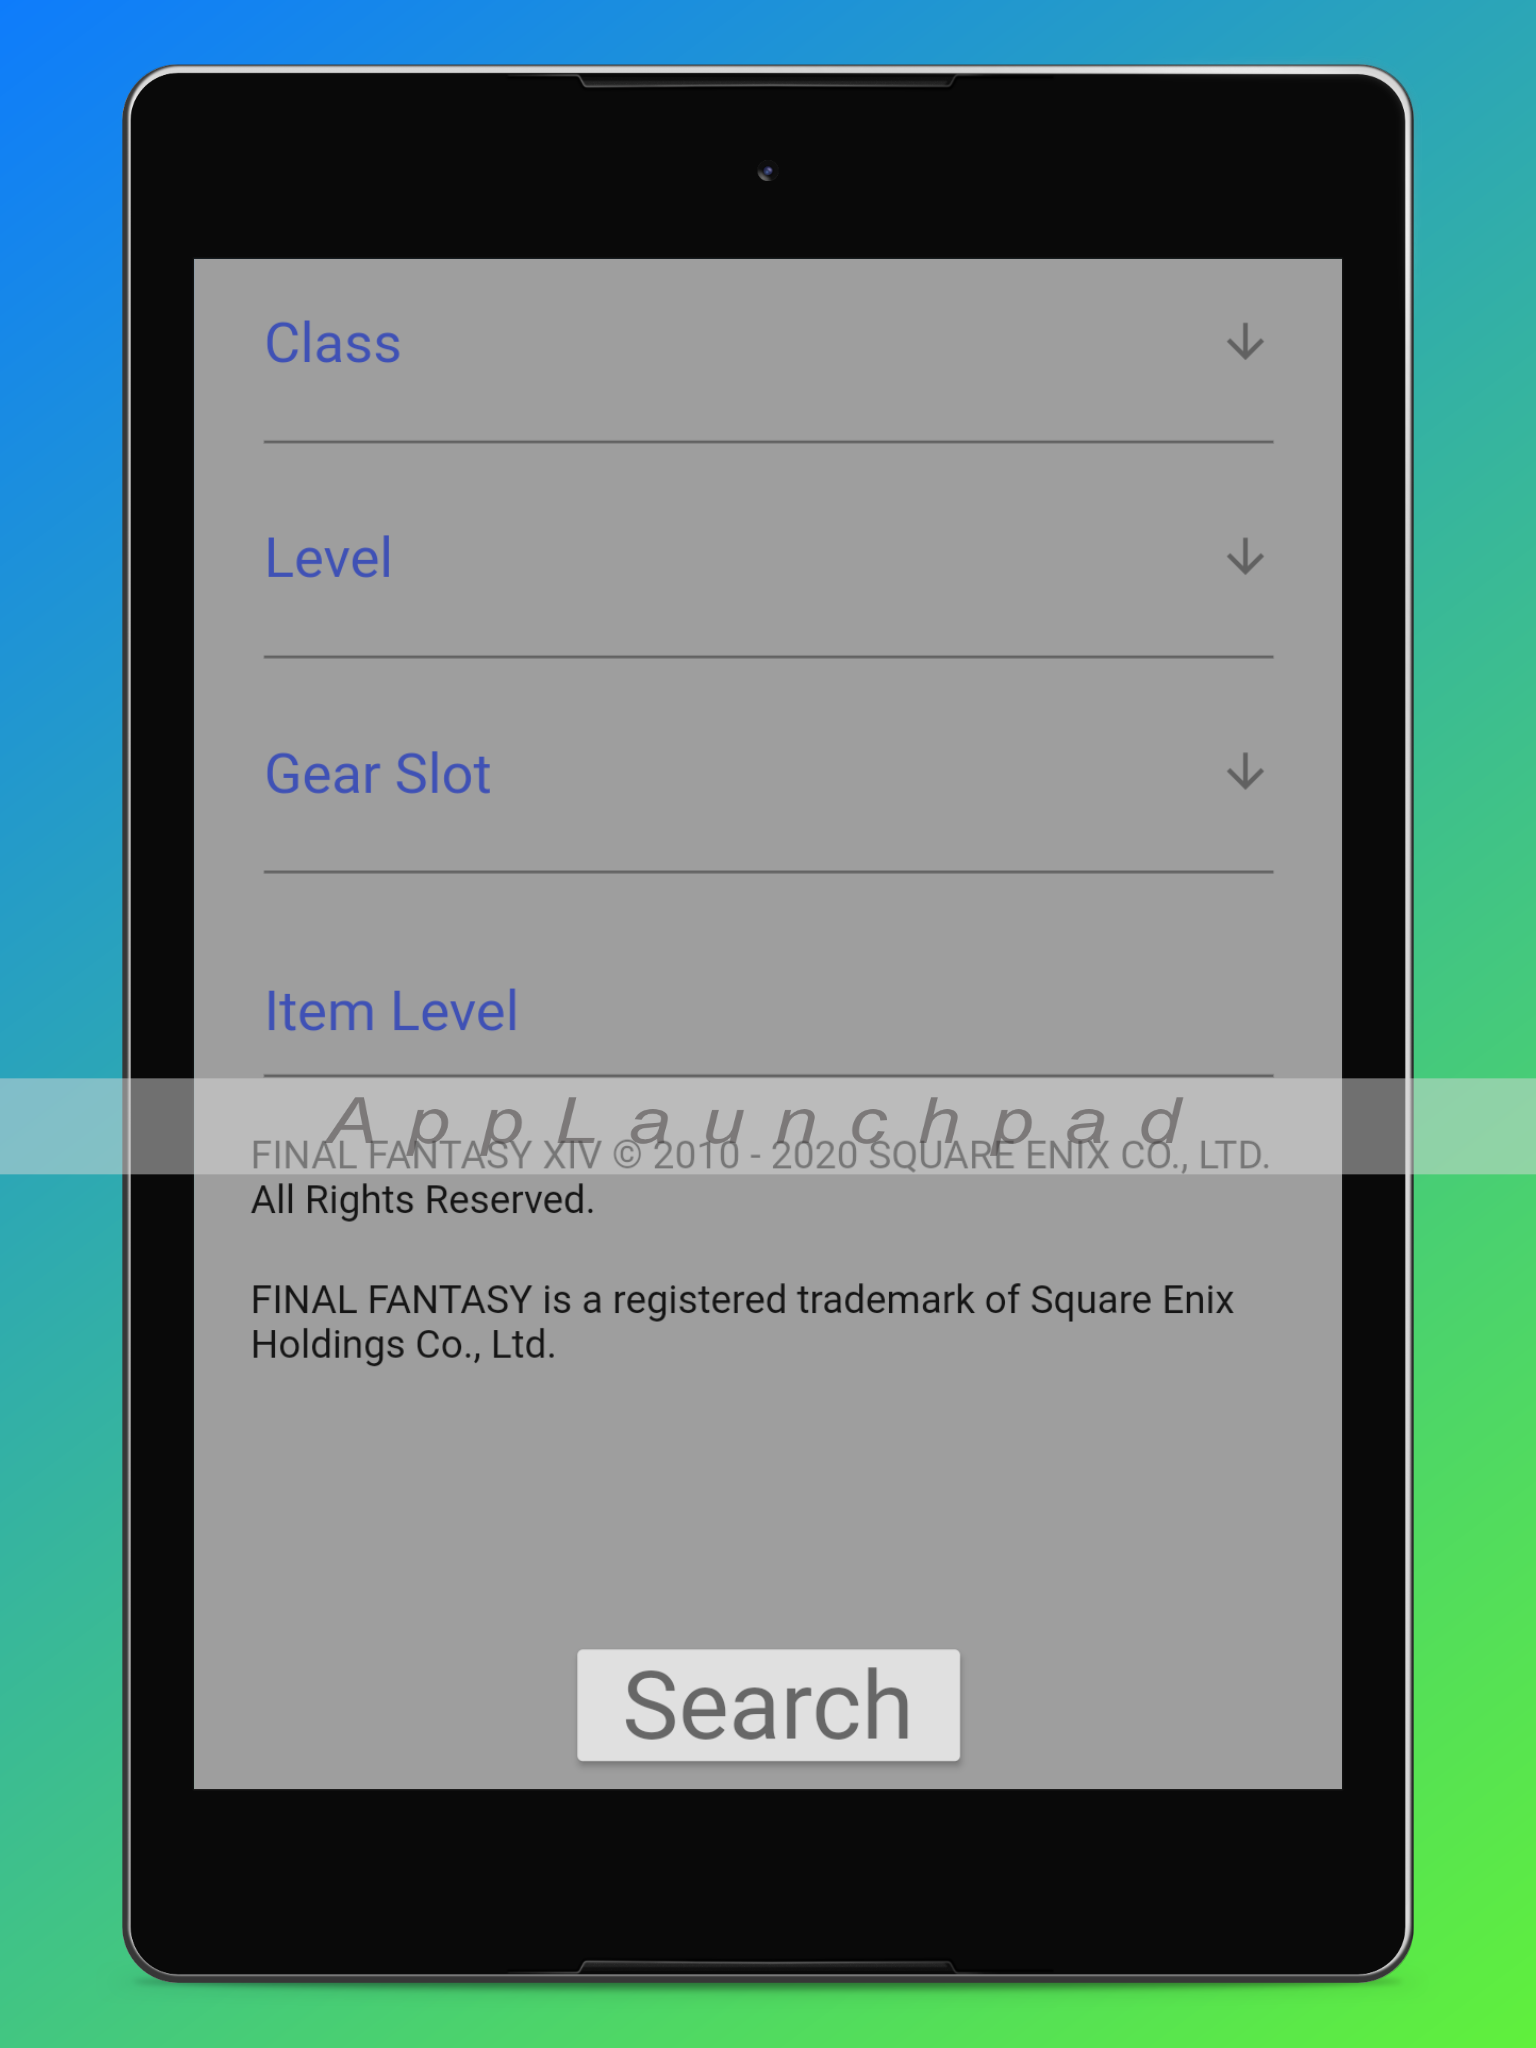 Class
Level
Gear Slot
Item Level
AppLaunchpad
FINAL FANTASY XIV © 2010 - 2020 SQUARE ENIX CO., LTD.
All Rights Reserved.
FINAL FANTASY is a registered trademark of Square Enix
Holdings Co., Ltd.
Search